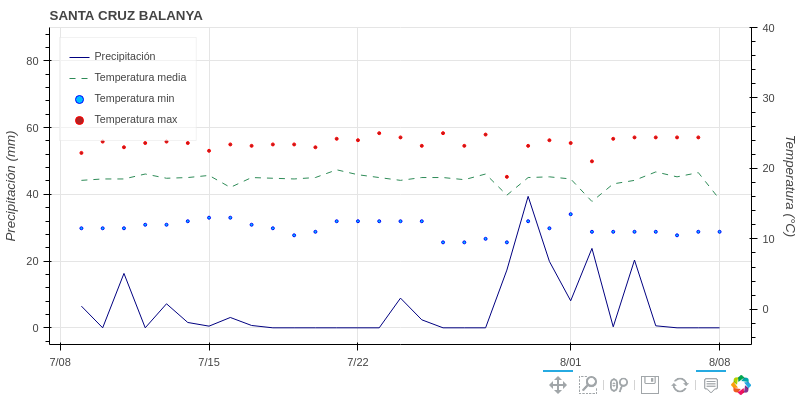 SANTA CRUZ BALANYA
Precipitación
Temperatura media
Temperatura min
Temperatura max
Precipitación (mm)
80
60
40
20
0
Temperatura (°C)
40
30
20
10
0
7/08
7/15
7/22
8/01
8/08